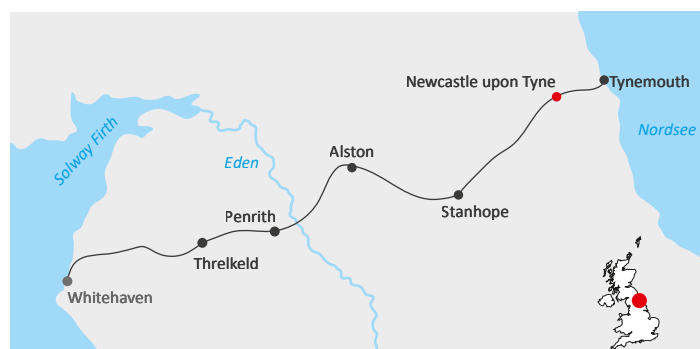 Newcastle upon Tyne
Tynemouth
Nordsee
Solway Firth
Eden
Alston
Stanhope
Penrith
Threlkeld
Whitehaven